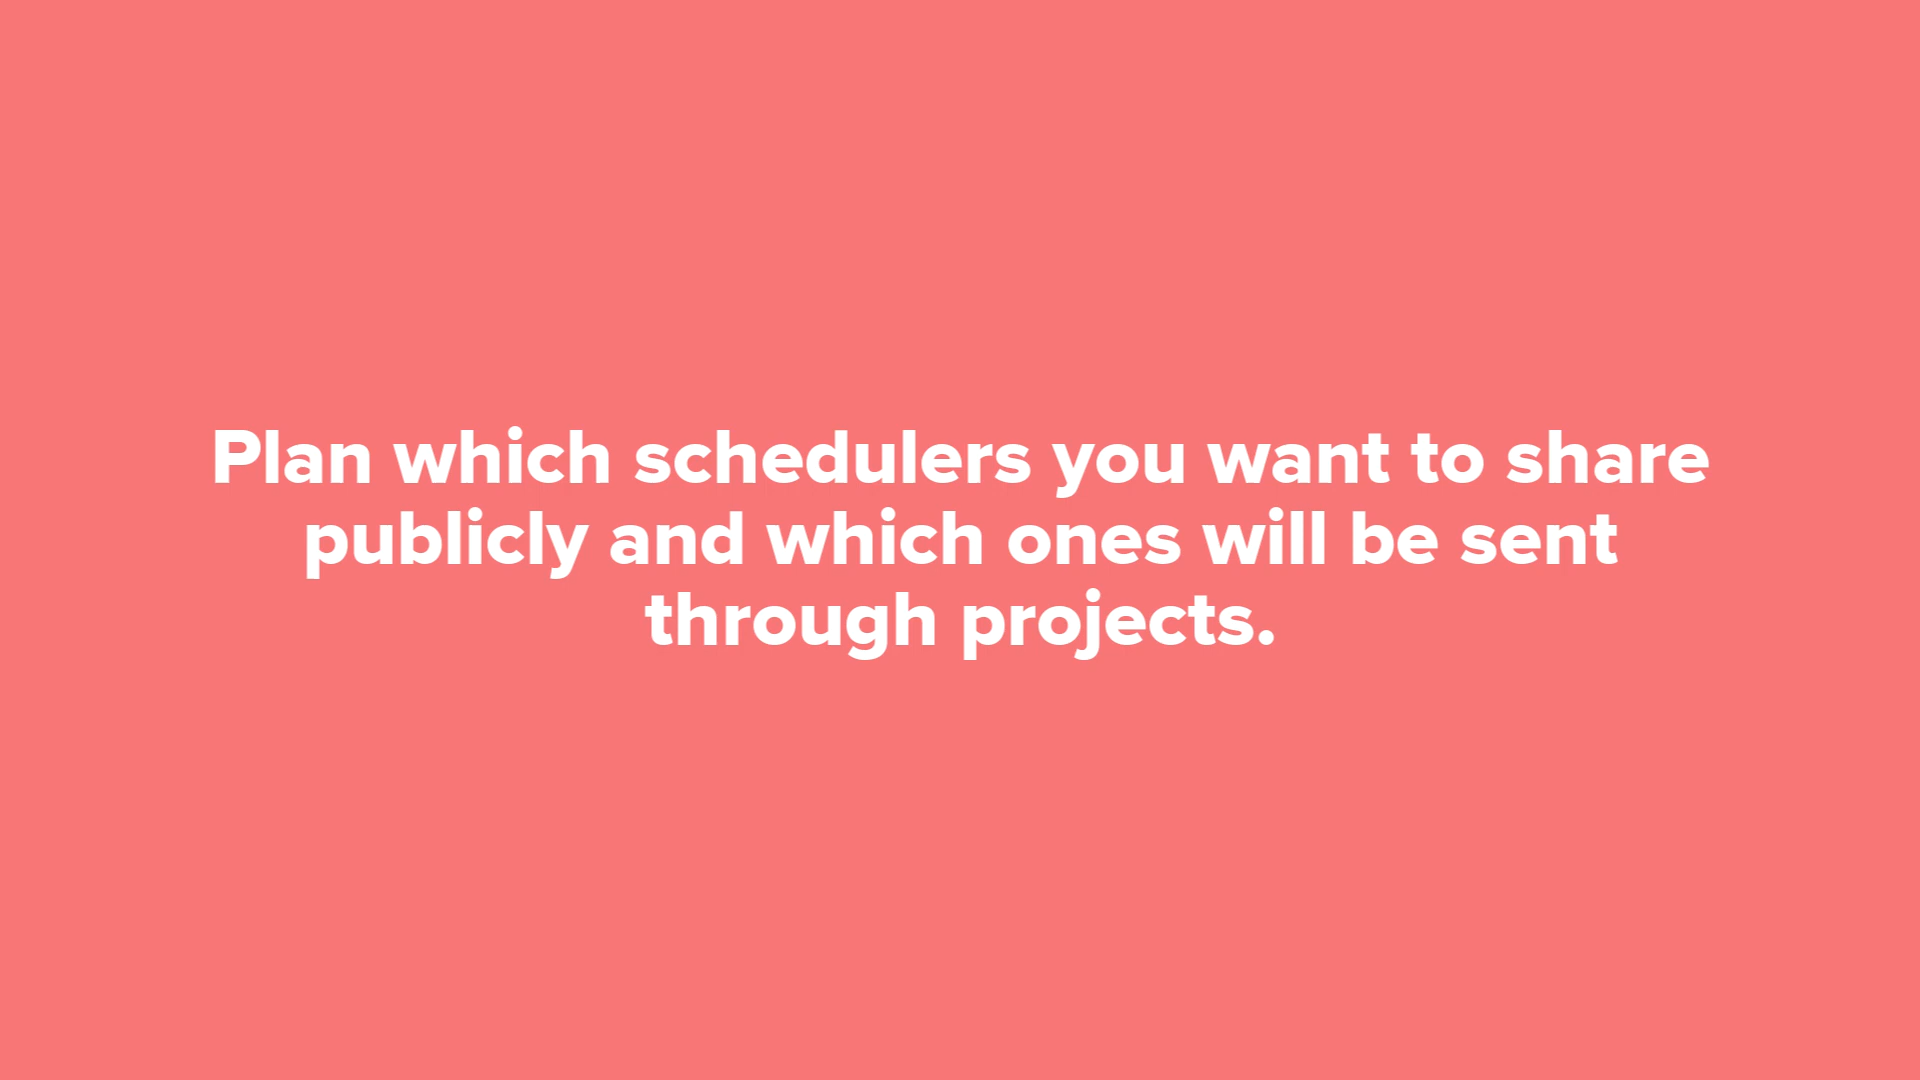 Plan which schedulers you want to share
publicly and which ones will be sent
through projects.